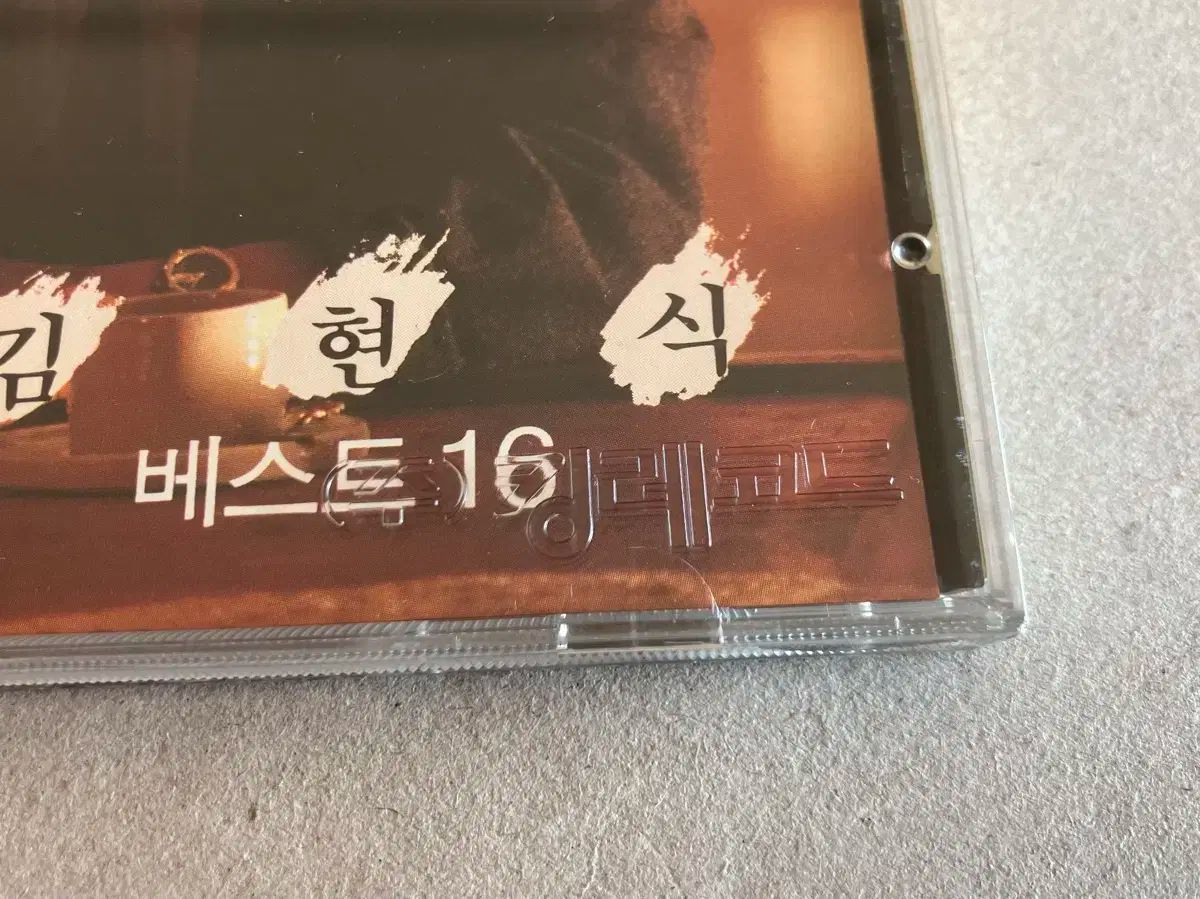 김 현 식
베스트 16
(주)킹레코드